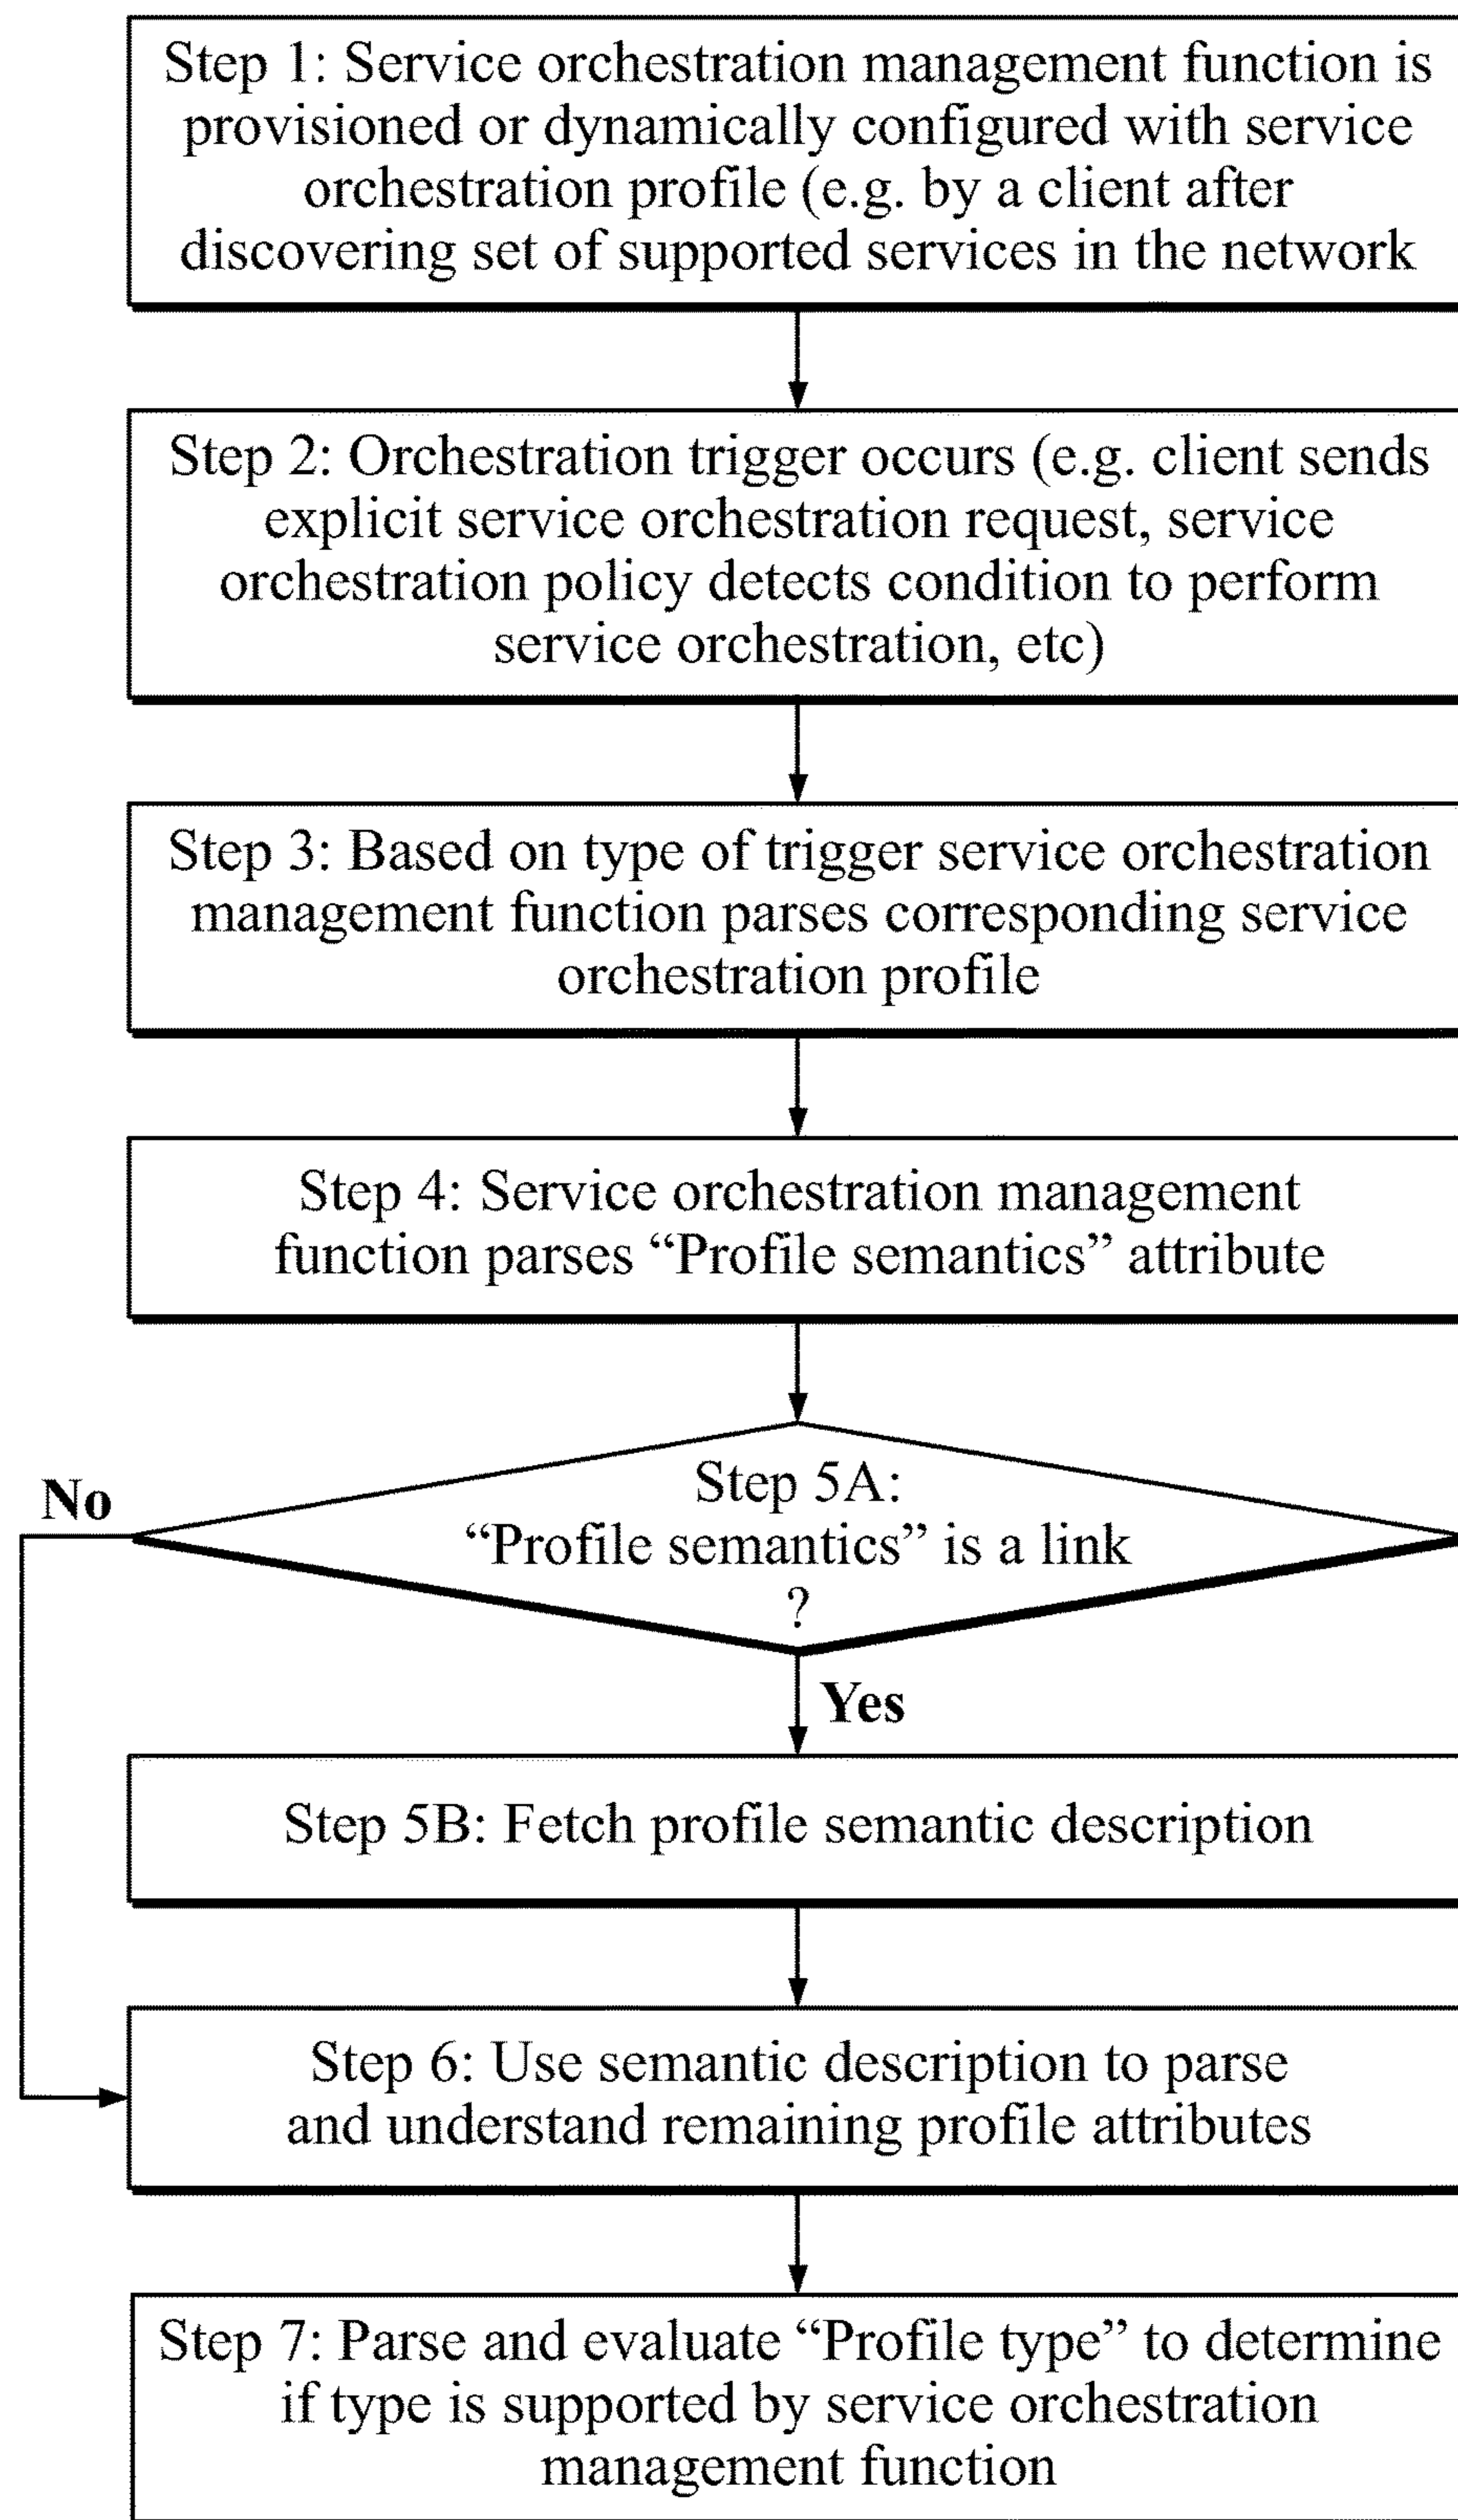 Step 1: Service orchestration management function is
provisioned or dynamically configured with service
orchestration profile (e.g. by a client after
discovering set of supported services in the network
Step 2: Orchestration trigger occurs (e.g. client sends
explicit service orchestration request, service
orchestration policy detects condition to perform
service orchestration, etc)
Step 3: Based on type of trigger service orchestration
management function parses corresponding service
orchestration profile
Step 4: Service orchestration management
function parses “Profile semantics” attribute
No
Step 5A:
“Profile semantics” is a link
?
Yes
Step 5B: Fetch profile semantic description
Step 6: Use semantic description to parse
and understand remaining profile attributes
Step 7: Parse and evaluate “Profile type” to determine
if type is supported by service orchestration
management function